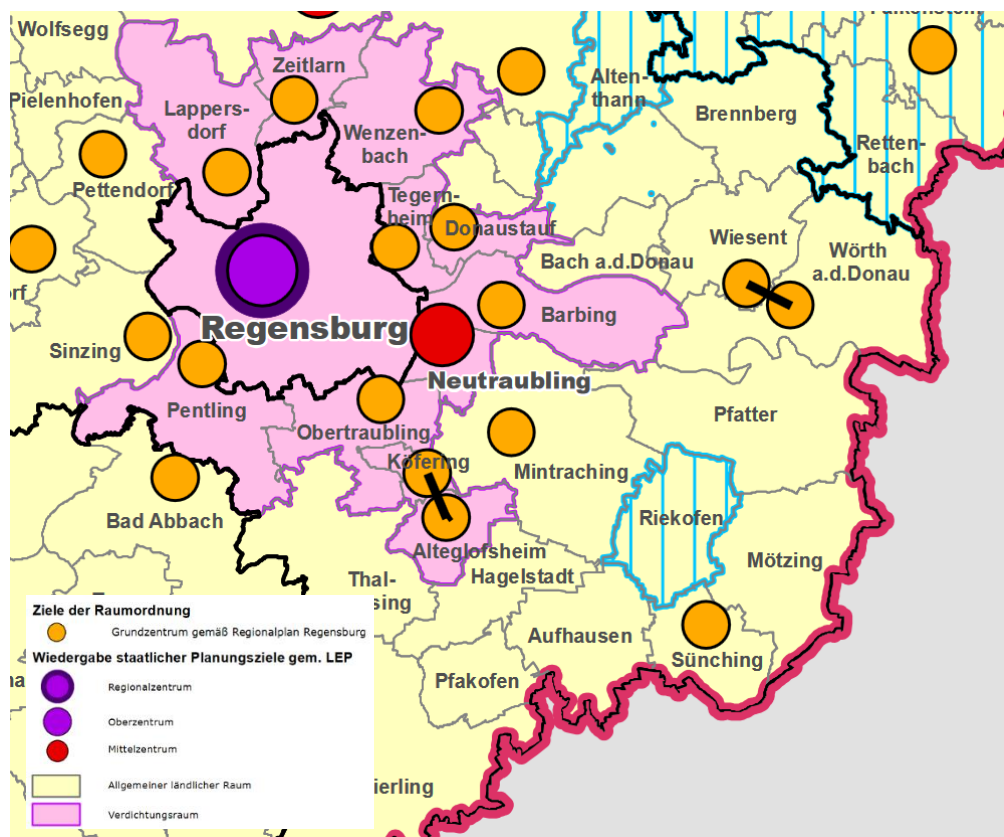 Wolfsegg
Falkenstein
Zeitlarn
Alten-
thann
Pielenhofen
Lappers-
dorf
Brennberg
Wenzen-
bach
Retten-
bach
Pettendorf
Tegern-
heim
Donaustauf
Wiesent
Wörth
a.d.Donau
Bach a.d.Donau
orf
Barbing
Regensburg
Sinzing
Neutraubling
Pentling
Pfatter
Obertraubling
Köfering
Mintraching
Bad Abbach
Riekofen
Alteglofsheim
Hagelstadt
Mötzing
Thal-
sing
Aufhausen
Sünching
Pfakofen
ierling
Ziele der Raumordnung
Grundzentrum gemäß Regionalplan Regensburg
Wiedergabe staatlicher Planungsziele gem. LEP
Regionalzentrum
Oberzentrum
Mittelzentrum
Allgemeiner ländlicher Raum
Verdichtungsraum